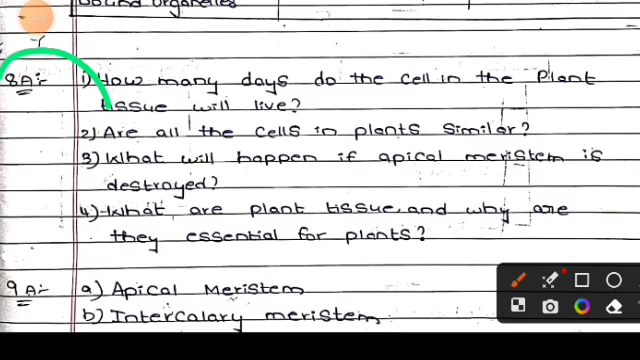 Bound organelles
8A:- 1) How many days do the cell in the plant
tissue will live?
2) Are all the cells in plants similar?
3) What will happen if apical meristem is
destroyed?
4) What are plant tissue, and why are
they essential for plants?
9A:- a) Apical Meristem
b) Intercalary meristem.